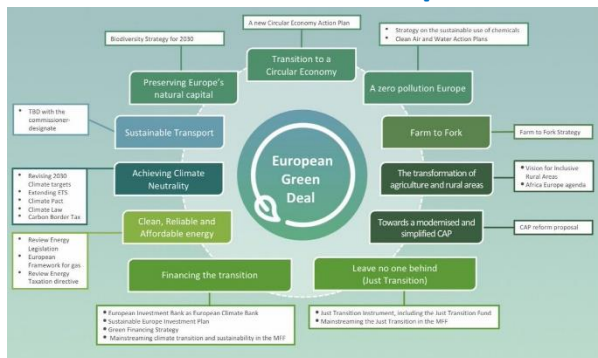 A new Circular Economy Action Plan
Biodiversity Strategy for 2030
Strategy on the sustainable use of chemicals
Clean Air and Water Action Plans
Transition to a
Circular Economy
Preserving Europe's
natural capital
A zero pollution Europe
TBD with the
commissioner-
designate
Sustainable Transport
Farm to Fork
Farm to Fork Strategy
European
Green
Deal
Revising 2030
Climate targets
Extending ETS
Climate Pact
Climate Law
Carbon Border Tax
Achieving Climate
Neutrality
The transformation of
agriculture and rural areas
Vision for Inclusive
Rural Areas
Africa Europe agenda
Review Energy
Legislation
European
Framework for gas
Review Energy
Taxation directive
Clean, Reliable and
Affordable energy
Towards a modernised and
simplified CAP
CAP reform proposal
Financing the transition
Leave no one behind
(Just Transition)
European Investment Bank as European Climate Bank
Sustainable Europe Investment Plan
Green Financing Strategy
Mainstreaming climate transition and sustainability in the MFF
Just Transition Instrument, including the Just Transition Fund
Mainstreaming the Just Transition in the MFF